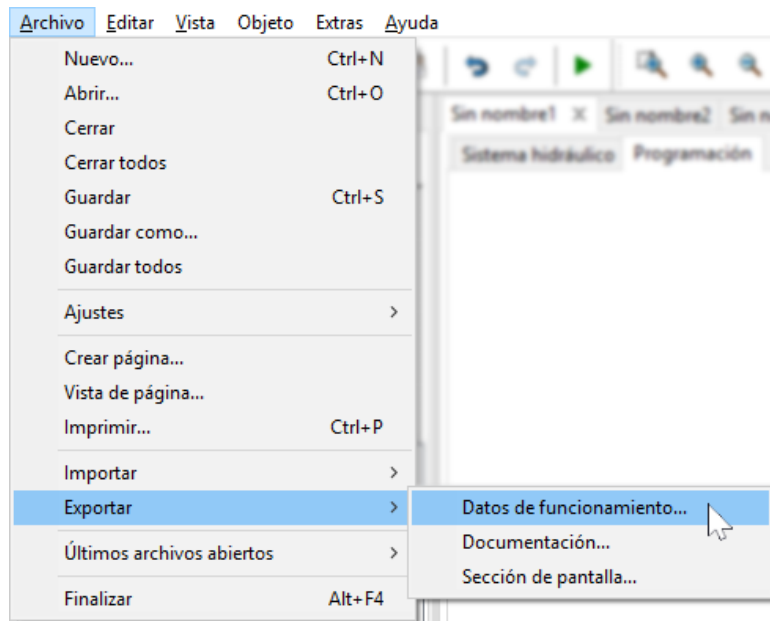 Archivo Editar Vista Objeto Extras Ayuda
Nuevo... Ctrl+N
Abrir... Ctrl+O
Cerrar
Cerrar todos
Guardar Ctrl+S
Guardar como...
Guardar todos
Ajustes >
Crear página...
Vista de página...
Imprimir... Ctrl+P
Importar >
Exportar >
Últimos archivos abiertos >
Finalizar Alt+F4
Sin nombre1 X Sin nombre2 Sin n
Sistema hidráulico Programación
Datos de funcionamiento...
Documentación...
Sección de pantalla...